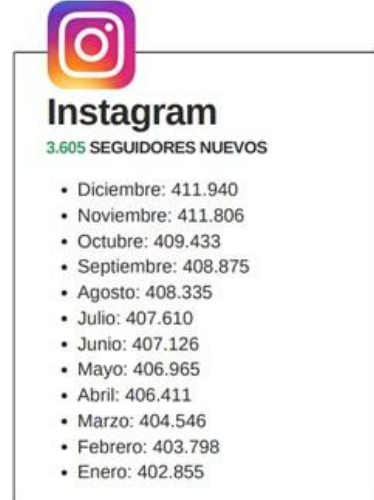 Instagram
3.605 SEGUIDORES NUEVOS
• Diciembre: 411.940
• Noviembre: 411.806
• Octubre: 409.433
• Septiembre: 408.875
• Agosto: 408.335
• Julio: 407.610
• Junio: 407.126
• Mayo: 406.965
• Abril: 406.411
• Marzo: 404.546
• Febrero: 403.798
• Enero: 402.855